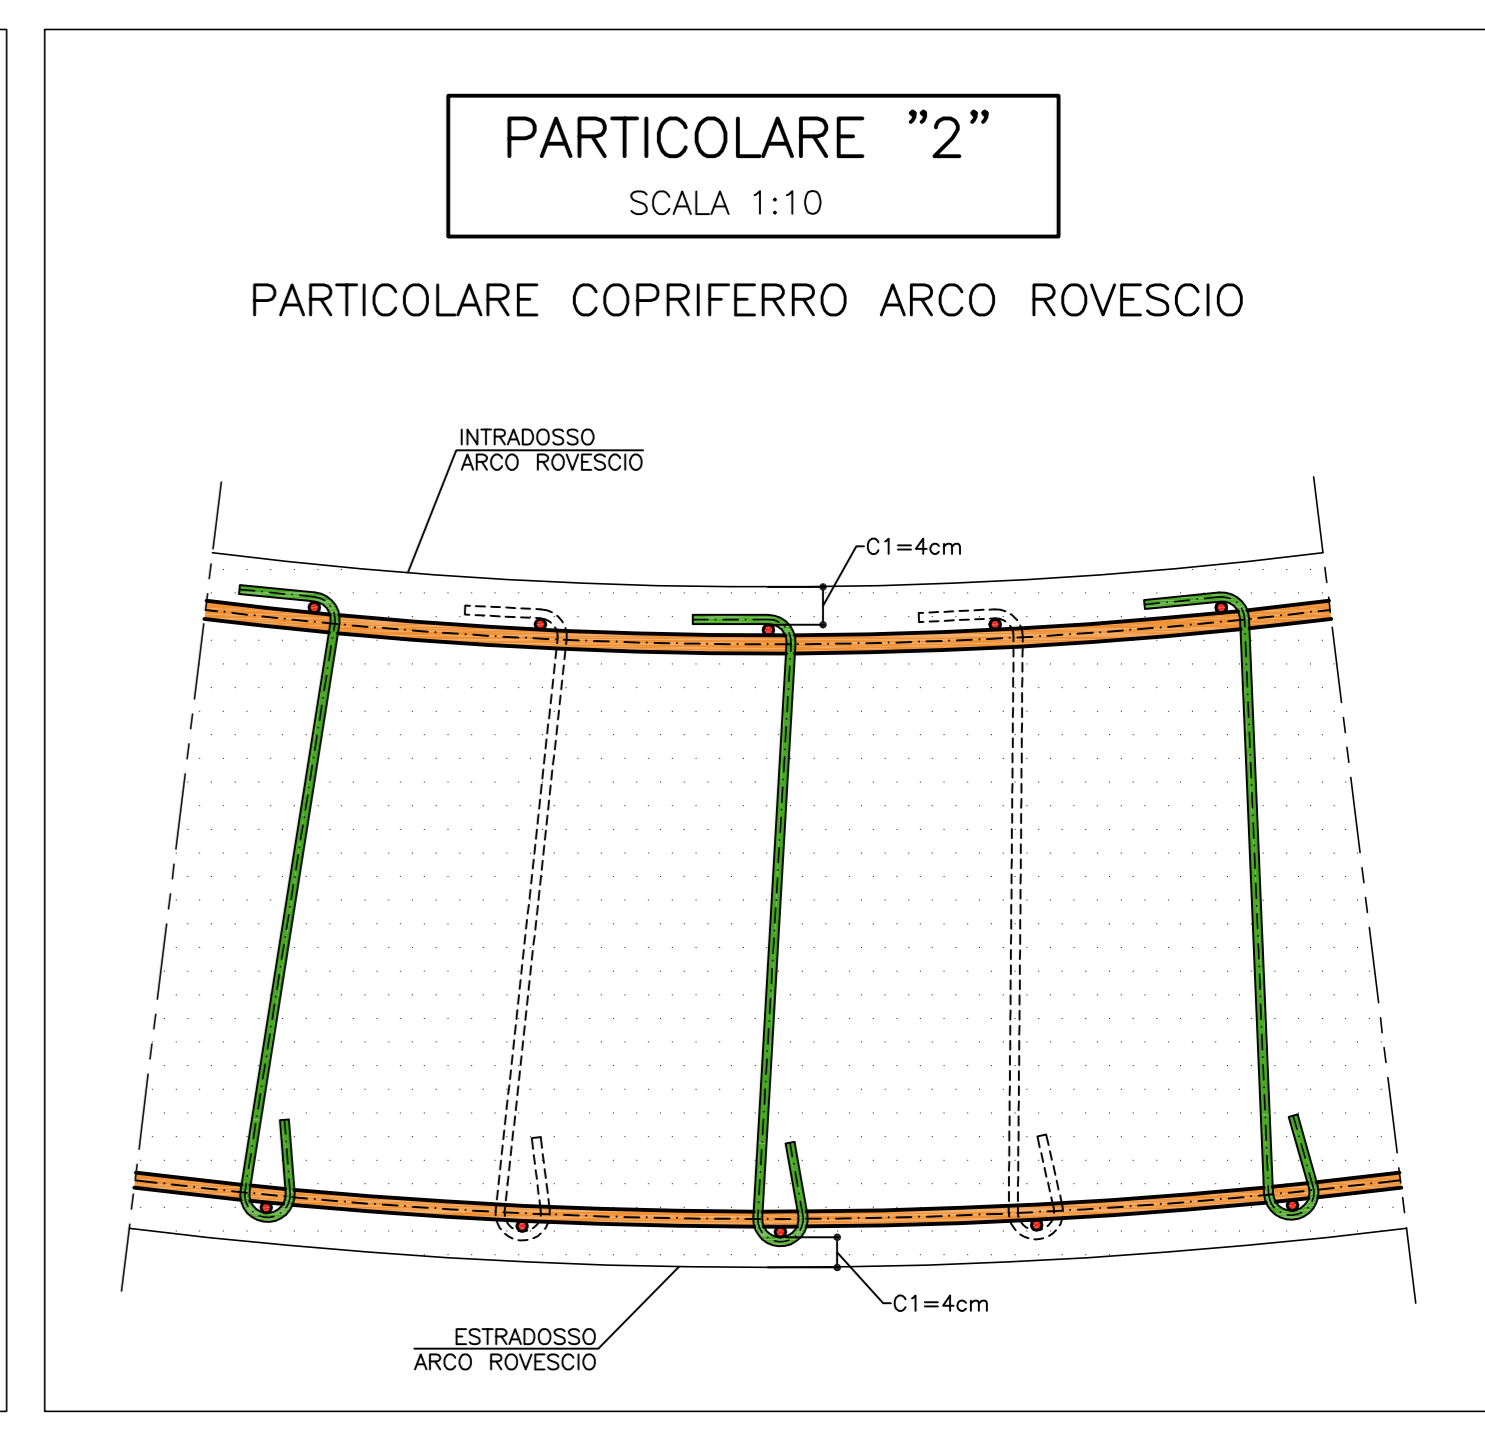 PARTICOLARE ”2”
SCALA 1:10
PARTICOLARE COPRIFERRO ARCO ROVESCIO
INTRADOSSO
ARCO ROVESCIO
C1=4cm
C1=4cm
ESTRADOSSO
ARCO ROVESCIO